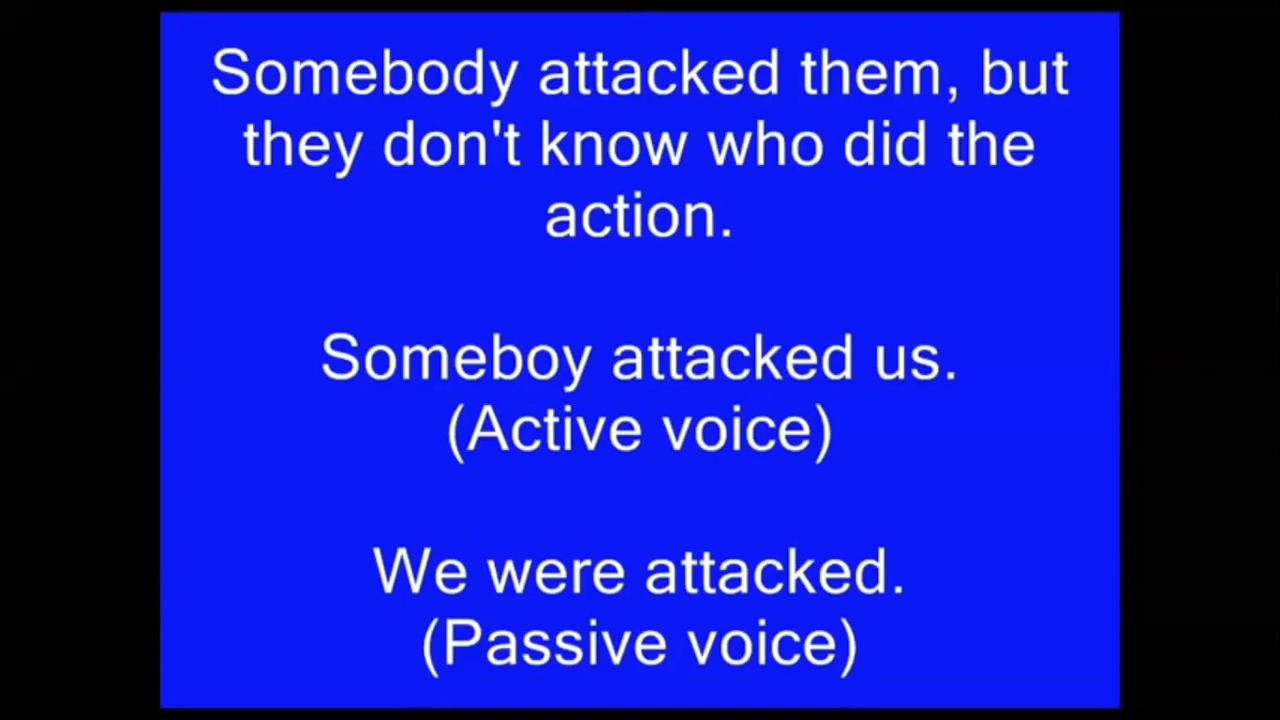 Somebody attacked them, but
they don't know who did the
action.
Someboy attacked us.
(Active voice)
We were attacked.
(Passive voice)